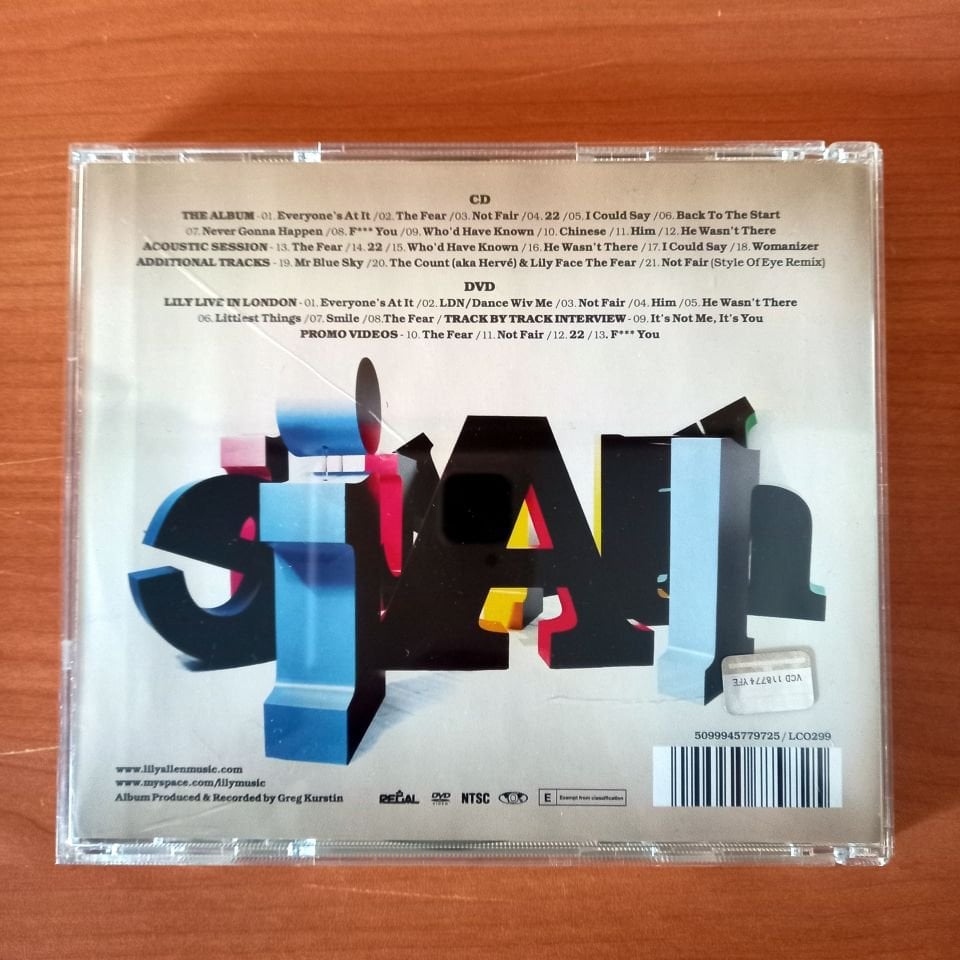 CD
THE ALBUM - 01. Everyone's At It / 02. The Fear / 03. Not Fair / 04. 22 / 05. I Could Say / 06. Back To The Start
07. Never Gonna Happen / 08. F*** You / 09. Who'd Have Known / 10. Chinese / 11. Him / 12. He Wasn't There
ACOUSTIC SESSION - 13. The Fear / 14. 22 / 15. Who'd Have Known / 16. He Wasn't There / 17. I Could Say / 18. Womanizer
ADDITIONAL TRACKS - 19. Mr Blue Sky / 20. The Count (aka Hervé) & Lily Face The Fear / 21. Not Fair (Style Of Eye Remix)
DVD
LILY LIVE IN LONDON - 01. Everyone's At It / 02. LDN/Dance Wiv Me / 03. Not Fair / 04. Him / 05. He Wasn't There
06. Littlest Things / 07. Smile / 08. The Fear / TRACK BY TRACK INTERVIEW - 09. It's Not Me, It's You
PROMO VIDEOS - 10. The Fear / 11. Not Fair / 12. 22 / 13. F*** You
VCD 118774 YFE
5099945779725 / LC0299
www.lilyallenmusic.com
www.myspace.com/lilymusic
Album Produced & Recorded by Greg Kurstin
REGAL DVD VIDEO NTSC E Exempt from classification